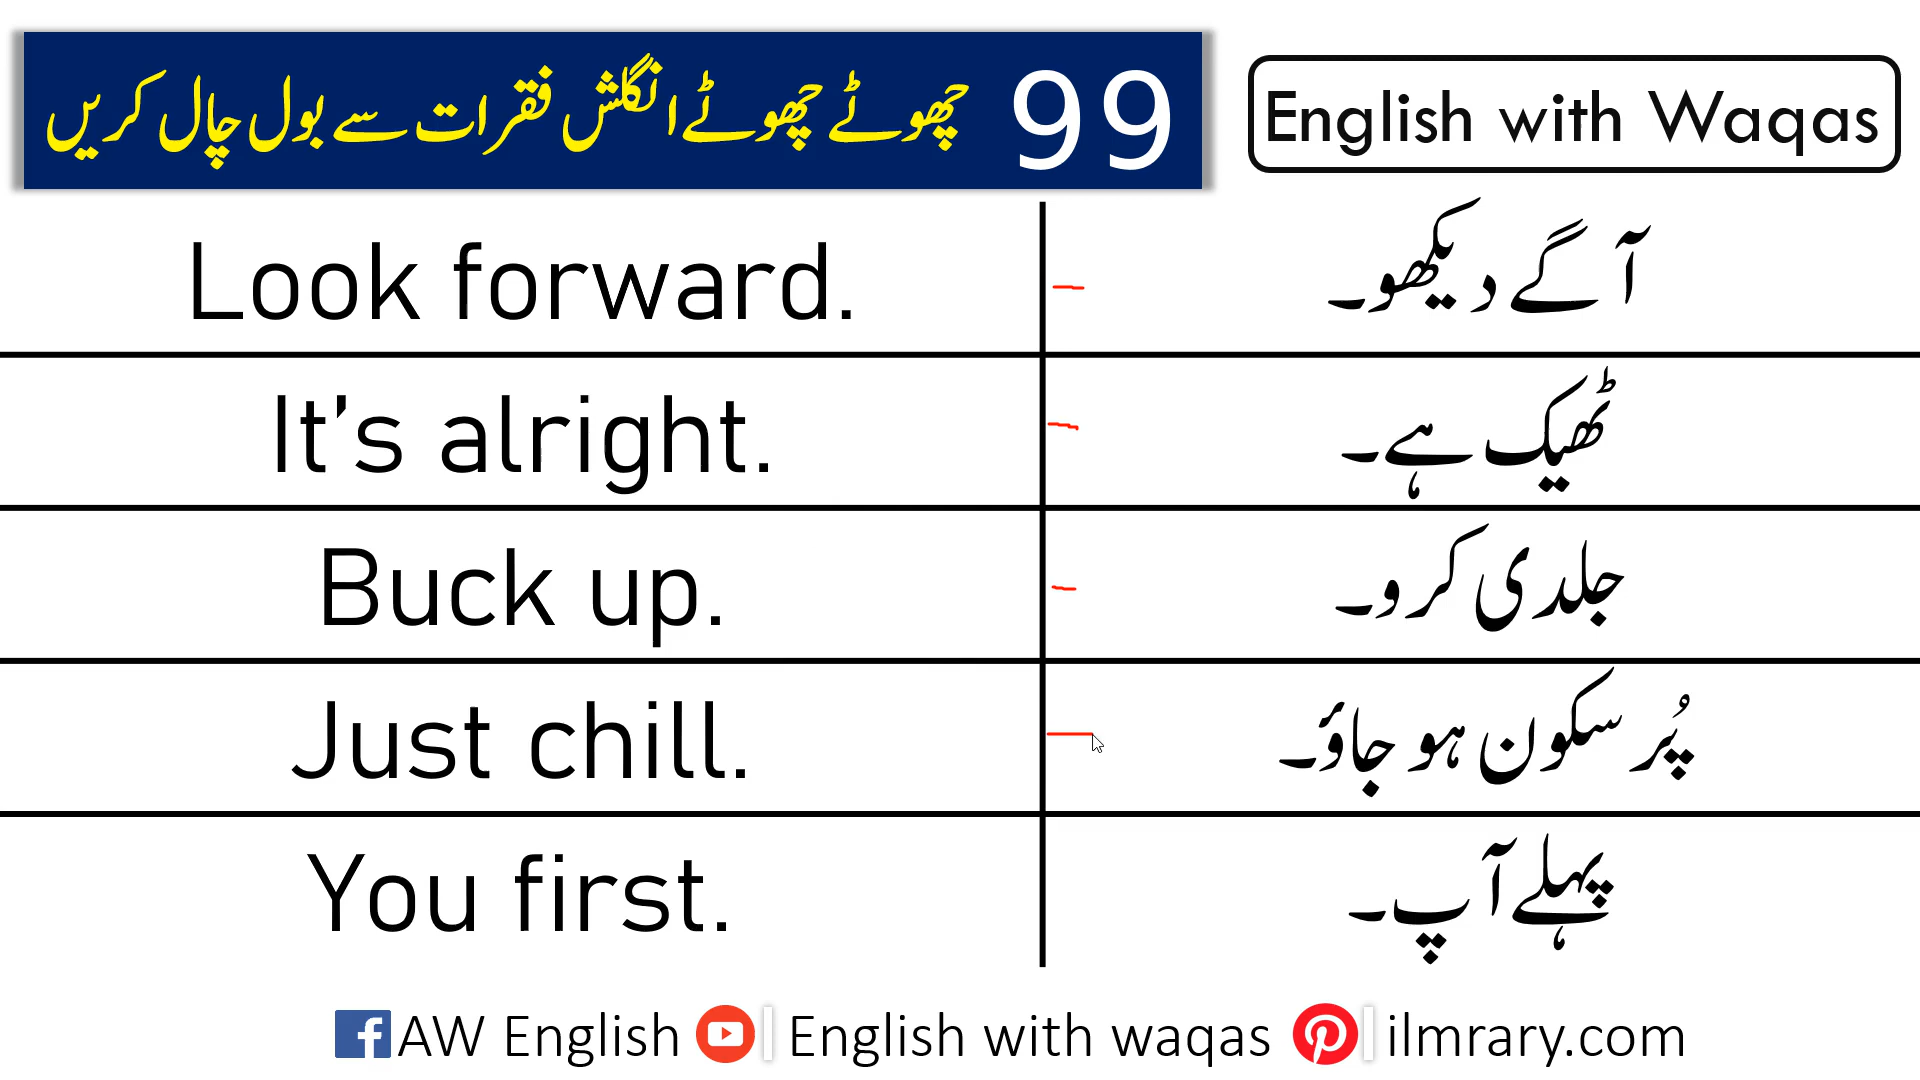 99 چھوٹے چھوٹے انگلش فقرات سے بول چال کریں
English with Waqas
Look forward. آگے دیکھو۔
It's alright. ٹھیک ہے۔
Buck up. جلدی کرو۔
Just chill. پُر سکون ہو جاؤ۔
You first. پہلے آپ۔
AW English English with waqas ilmrary.com